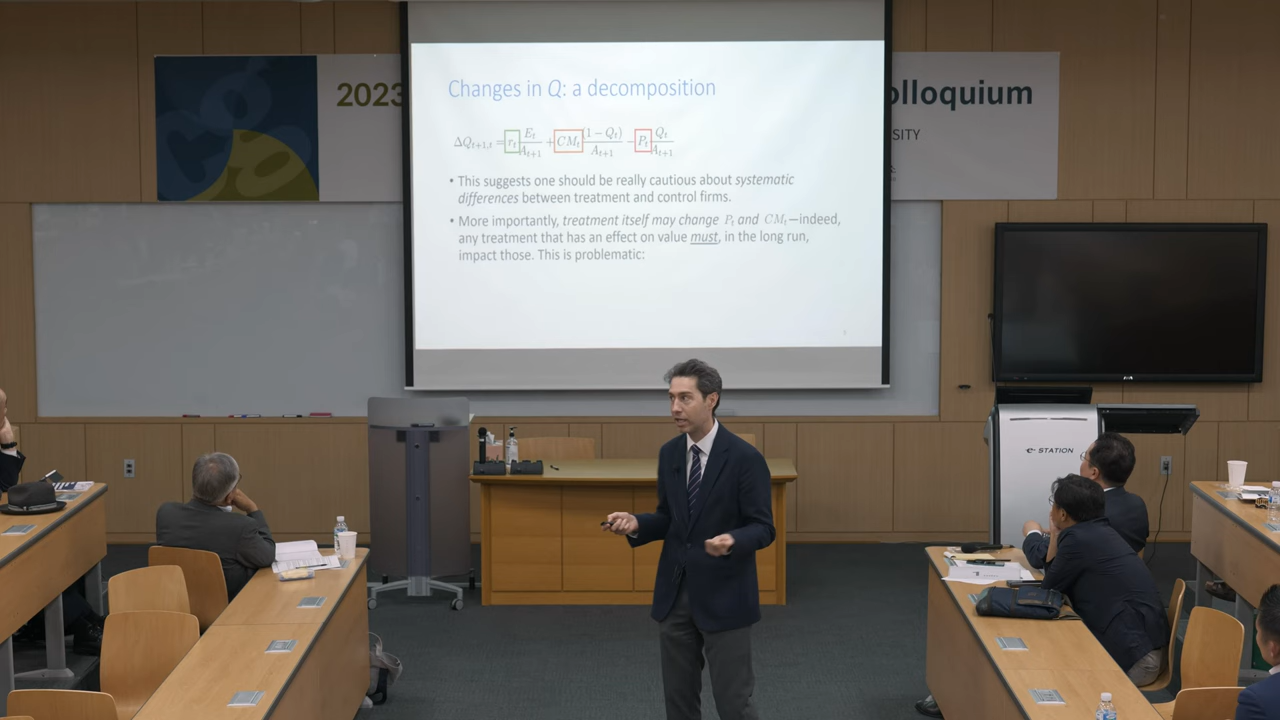 2023
olloquium
SITY
Changes in Q: a decomposition
ΔQ_{t+1,t} = r_t E_t/A_{t+1} + CM_t (1 − Q_t)/A_{t+1} − P_t Q_t/A_{t+1}
• This suggests one should be really cautious about systematic
differences between treatment and control firms.
• More importantly, treatment itself may change P_t and CM_t—indeed,
any treatment that has an effect on value must, in the long run,
impact those. This is problematic:
STATION